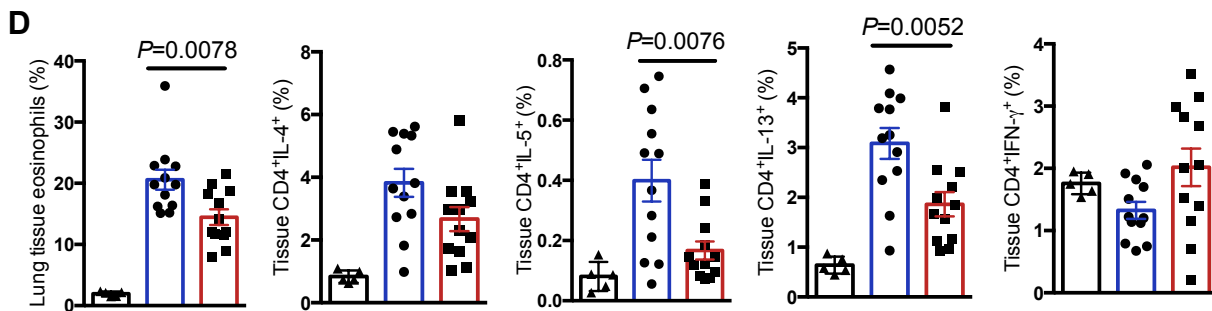 D
P=0.0078
Lung tissue eosinophils (%)
40
30
20
10
0
Tissue CD4⁺IL-4⁺ (%)
8
6
4
2
0
P=0.0076
Tissue CD4⁺IL-5⁺ (%)
0.8
0.6
0.4
0.2
0.0
P=0.0052
Tissue CD4⁺IL-13⁺ (%)
5
4
3
2
1
0
Tissue CD4⁺IFN-γ⁺ (%)
4
3
2
1
0